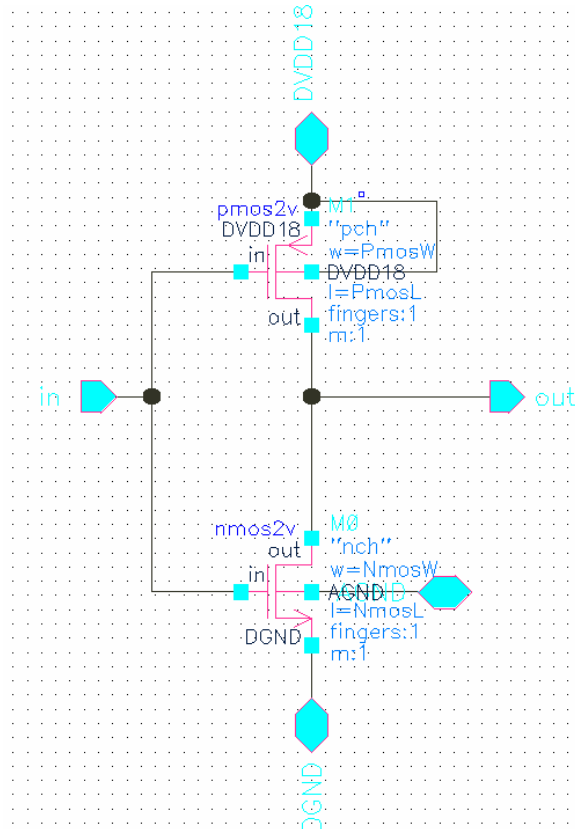 DVDD18
pmos2v
M1
DVDD18
"pch"
w=PmosW
in
DVDD18
l=PmosL
out
fingers:1
m:1
in
out
nmos2v
M0
out
"nch"
w=NmosW
in
AGND
l=NmosL
DGND
fingers:1
m:1
DGND